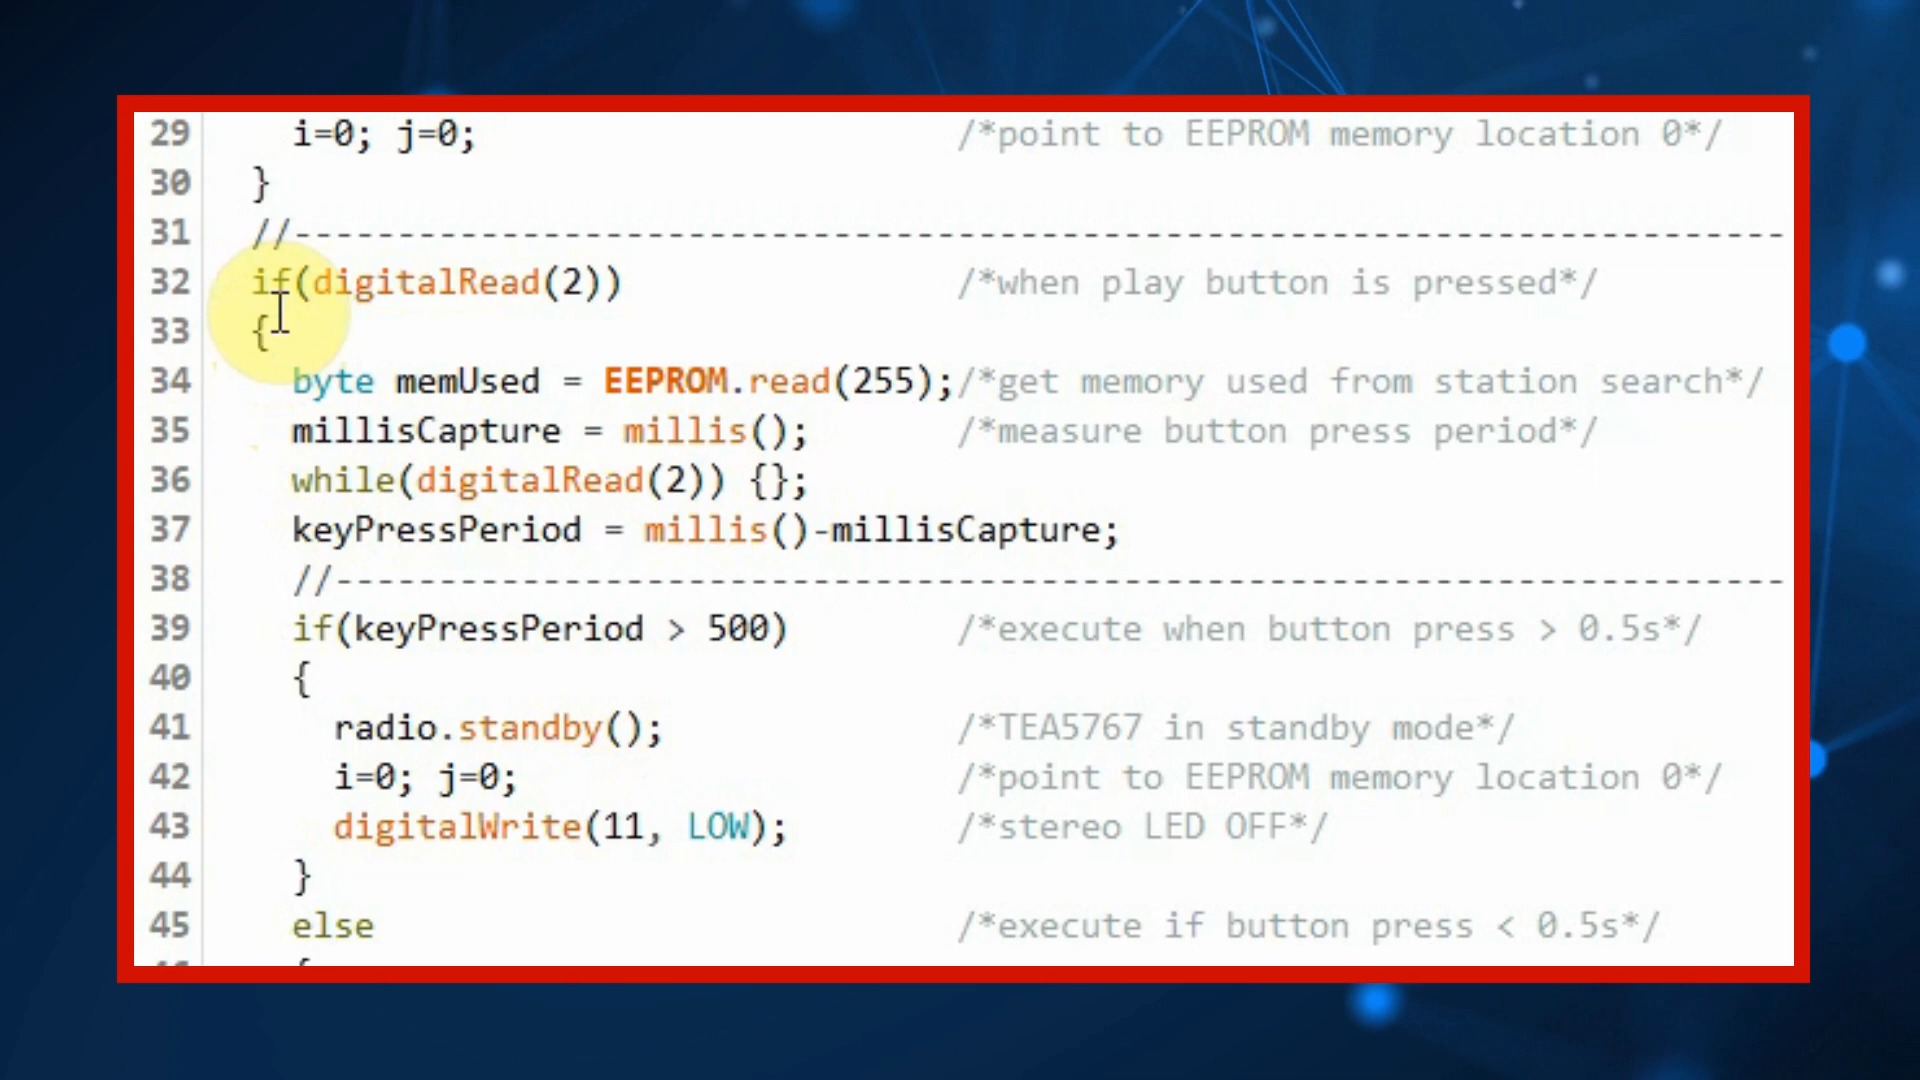 29 i=0; j=0; /*point to EEPROM memory location 0*/
30 }
31 //------------------------------------------------------------------------
32 if(digitalRead(2)) /*when play button is pressed*/
33 {
34 byte memUsed = EEPROM.read(255);/*get memory used from station search*/
35 millisCapture = millis(); /*measure button press period*/
36 while(digitalRead(2)) {};
37 keyPressPeriod = millis()-millisCapture;
38 //----------------------------------------------------------------------
39 if(keyPressPeriod > 500) /*execute when button press > 0.5s*/
40 {
41 radio.standby(); /*TEA5767 in standby mode*/
42 i=0; j=0; /*point to EEPROM memory location 0*/
43 digitalWrite(11, LOW); /*stereo LED OFF*/
44 }
45 else /*execute if button press < 0.5s*/